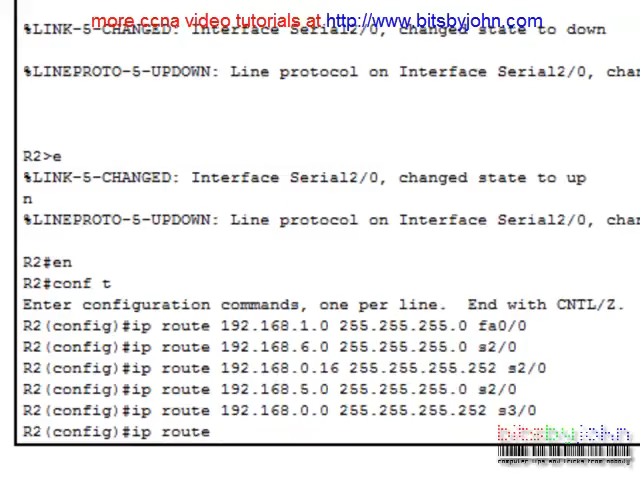 more ccna video tutorials at http://www.bitsbyjohn.com
%LINK-5-CHANGED: Interface Serial2/0, changed state to down
%LINEPROTO-5-UPDOWN: Line protocol on Interface Serial2/0, chan
R2>e
%LINK-5-CHANGED: Interface Serial2/0, changed state to up
n
%LINEPROTO-5-UPDOWN: Line protocol on Interface Serial2/0, chan
R2#en
R2#conf t
Enter configuration commands, one per line.  End with CNTL/Z.
R2(config)#ip route 192.168.1.0 255.255.255.0 fa0/0
R2(config)#ip route 192.168.6.0 255.255.255.0 s2/0
R2(config)#ip route 192.168.0.16 255.255.255.252 s2/0
R2(config)#ip route 192.168.5.0 255.255.255.0 s2/0
R2(config)#ip route 192.168.0.0 255.255.255.252 s3/0
R2(config)#ip route
bitsbyjohn
computer tips and tricks from nobody